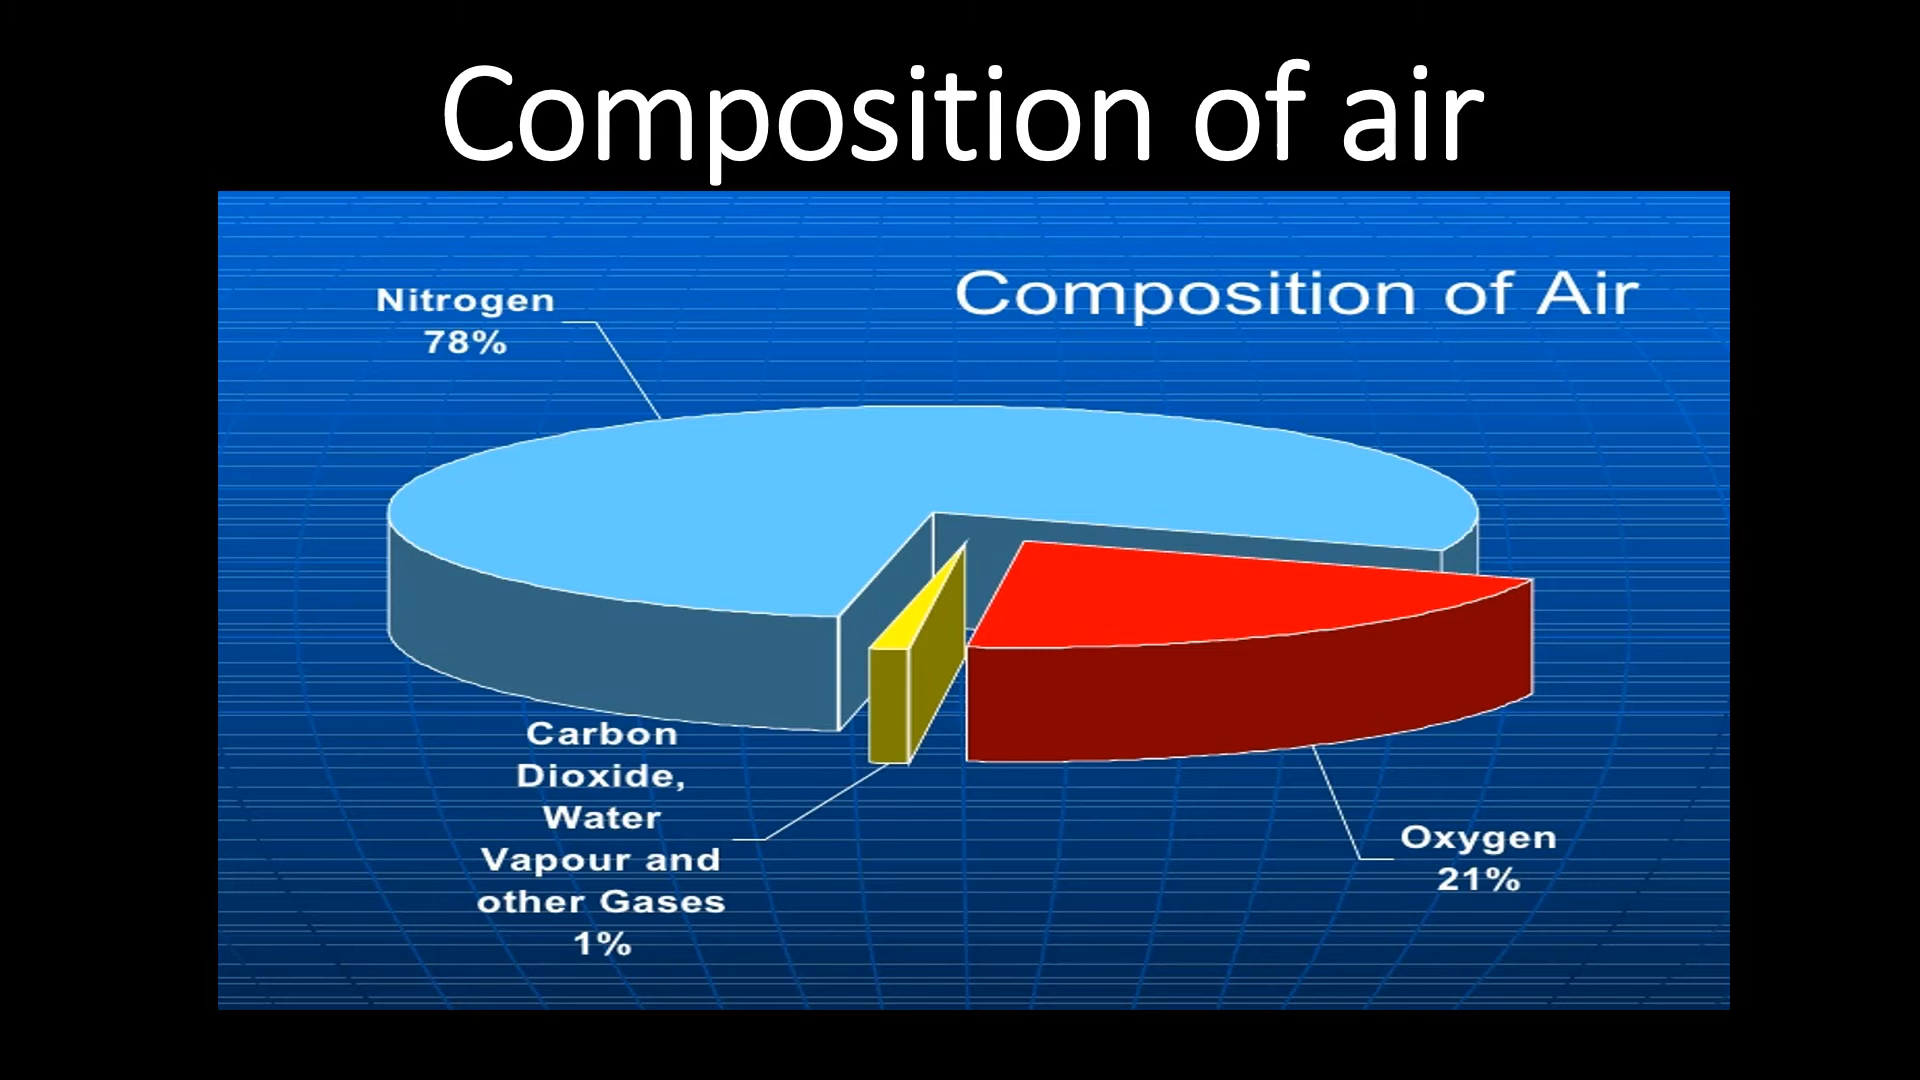 Composition of air
Composition of Air
Nitrogen
78%
Carbon
Dioxide,
Water
Vapour and
other Gases
1%
Oxygen
21%